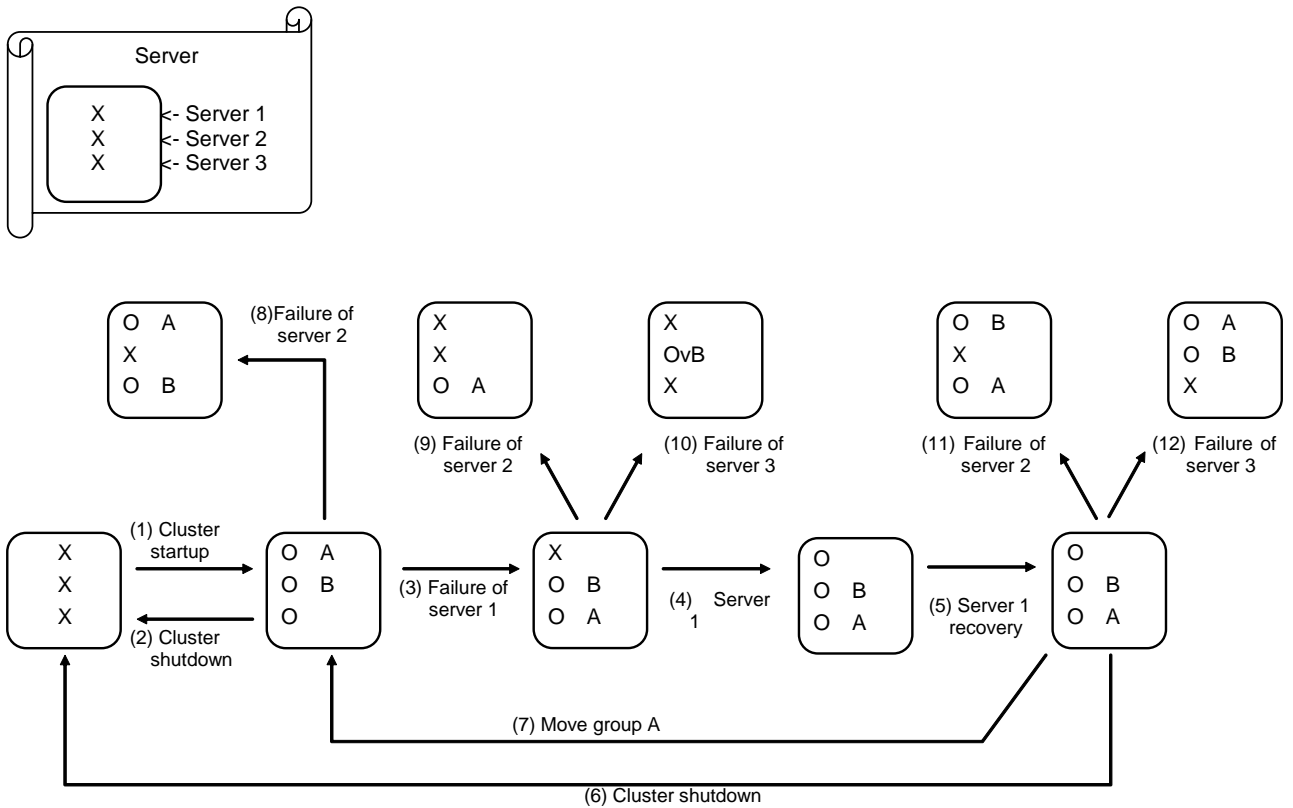 Server
X <- Server 1
X <- Server 2
X <- Server 3
O A
X
O B
(8)Failure of
server 2
X
X
O A
X
OvB
X
O B
X
O A
O A
O B
X
(9) Failure of
server 2
(10) Failure of
server 3
(11) Failure of
server 2
(12) Failure of
server 3
X
X
X
(1) Cluster
startup
(2) Cluster
shutdown
O A
O B
O
(3) Failure of
server 1
X
O B
O A
(4) Server
1
O
O B
O A
(5) Server 1
recovery
O
O B
O A
(7) Move group A
(6) Cluster shutdown